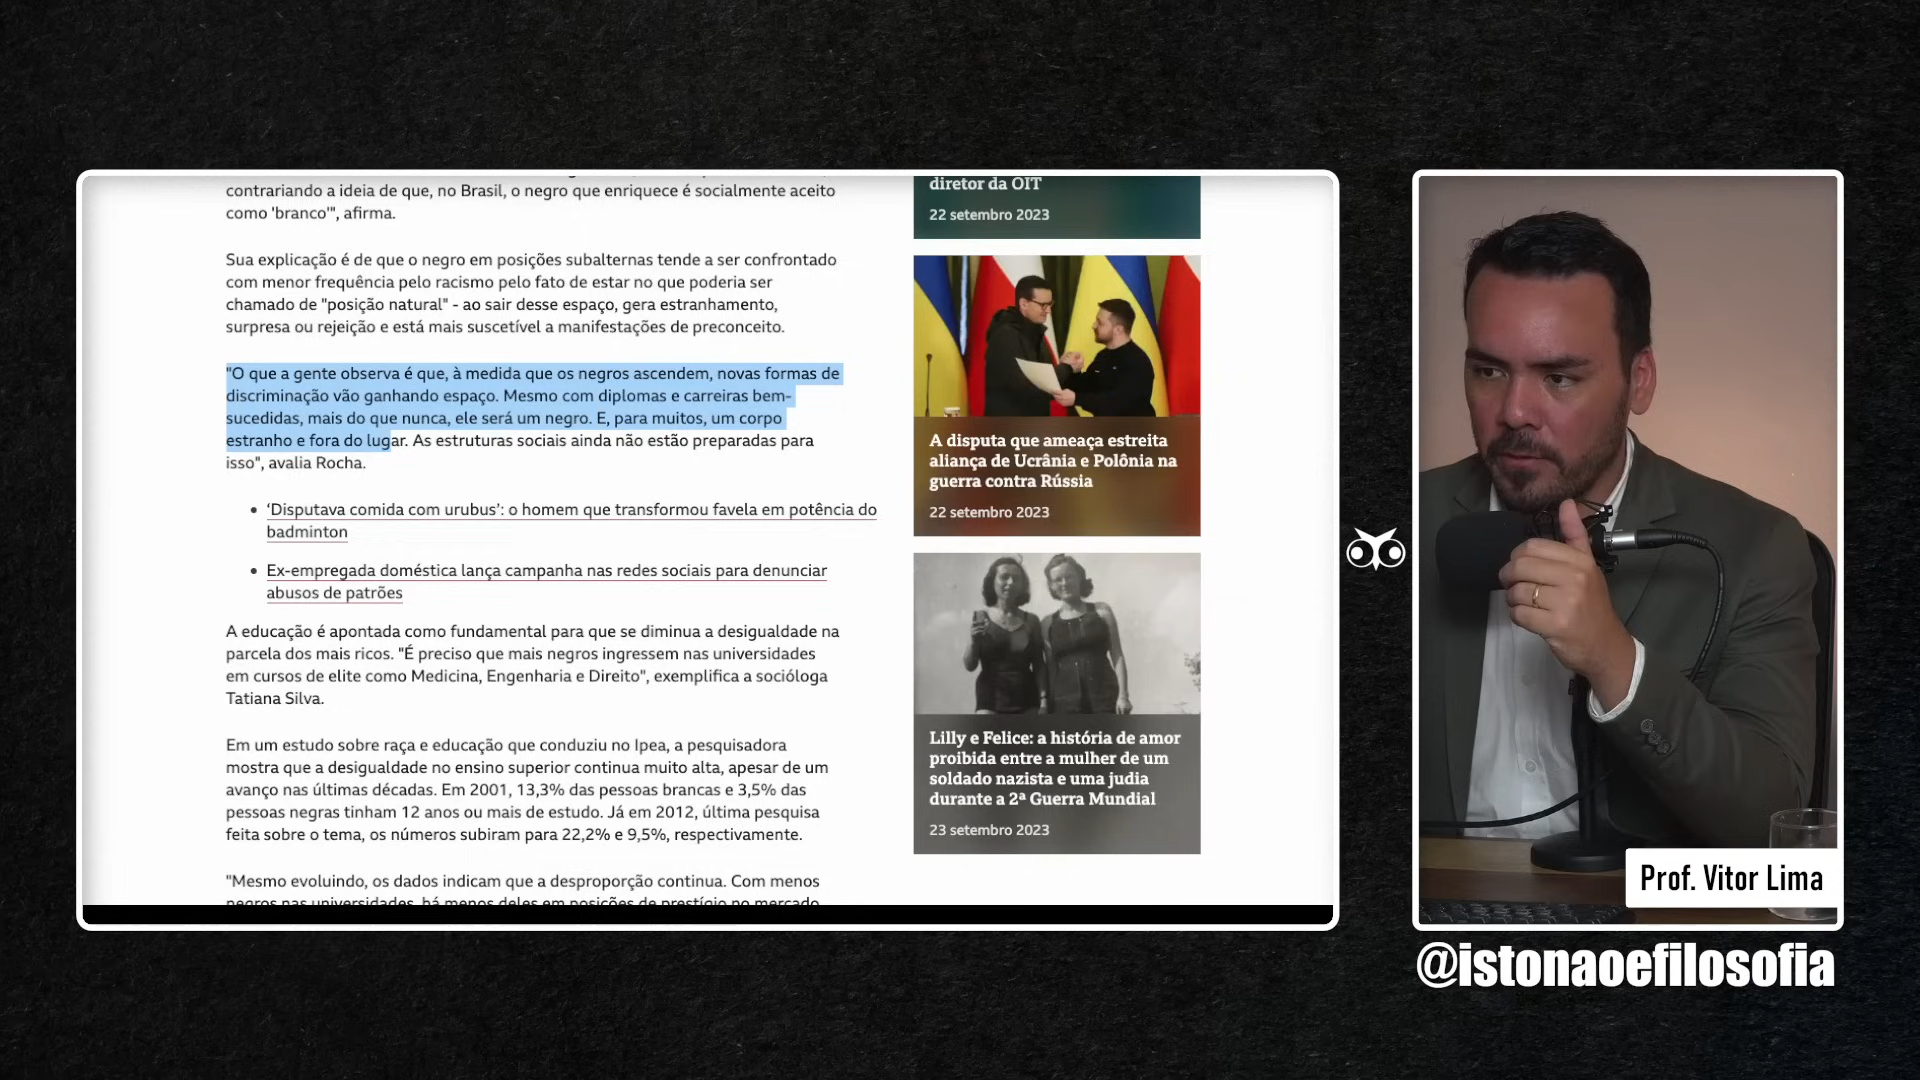 contrariando a ideia de que, no Brasil, o negro que enriquece é socialmente aceito
como 'branco'", afirma.
Sua explicação é de que o negro em posições subalternas tende a ser confrontado
com menor frequência pelo racismo pelo fato de estar no que poderia ser
chamado de "posição natural" - ao sair desse espaço, gera estranhamento,
surpresa ou rejeição e está mais suscetível a manifestações de preconceito.
"O que a gente observa é que, à medida que os negros ascendem, novas formas de
discriminação vão ganhando espaço. Mesmo com diplomas e carreiras bem-
sucedidas, mais do que nunca, ele será um negro. E, para muitos, um corpo
estranho e fora do lugar. As estruturas sociais ainda não estão preparadas para
isso", avalia Rocha.
• ‘Disputava comida com urubus’: o homem que transformou favela em potência do
badminton
• Ex-empregada doméstica lança campanha nas redes sociais para denunciar
abusos de patrões
A educação é apontada como fundamental para que se diminua a desigualdade na
parcela dos mais ricos. "É preciso que mais negros ingressem nas universidades
em cursos de elite como Medicina, Engenharia e Direito", exemplifica a socióloga
Tatiana Silva.
Em um estudo sobre raça e educação que conduziu no Ipea, a pesquisadora
mostra que a desigualdade no ensino superior continua muito alta, apesar de um
avanço nas últimas décadas. Em 2001, 13,3% das pessoas brancas e 3,5% das
pessoas negras tinham 12 anos ou mais de estudo. Já em 2012, última pesquisa
feita sobre o tema, os números subiram para 22,2% e 9,5%, respectivamente.
"Mesmo evoluindo, os dados indicam que a desproporção continua. Com menos
negros nas universidades, há menos deles em posições de prestígio no mercado
diretor da OIT
22 setembro 2023
A disputa que ameaça estreita
aliança de Ucrânia e Polônia na
guerra contra Rússia
22 setembro 2023
Lilly e Felice: a história de amor
proibida entre a mulher de um
soldado nazista e uma judia
durante a 2ª Guerra Mundial
23 setembro 2023
Prof. Vitor Lima
@istonaoefilosofia